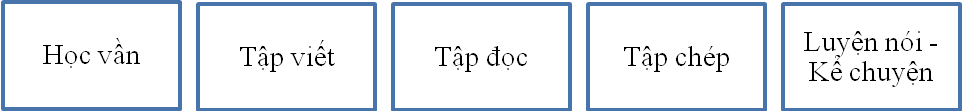 Học vần
Tập viết
Tập đọc
Tập chép
Luyện nói -
Kể chuyện